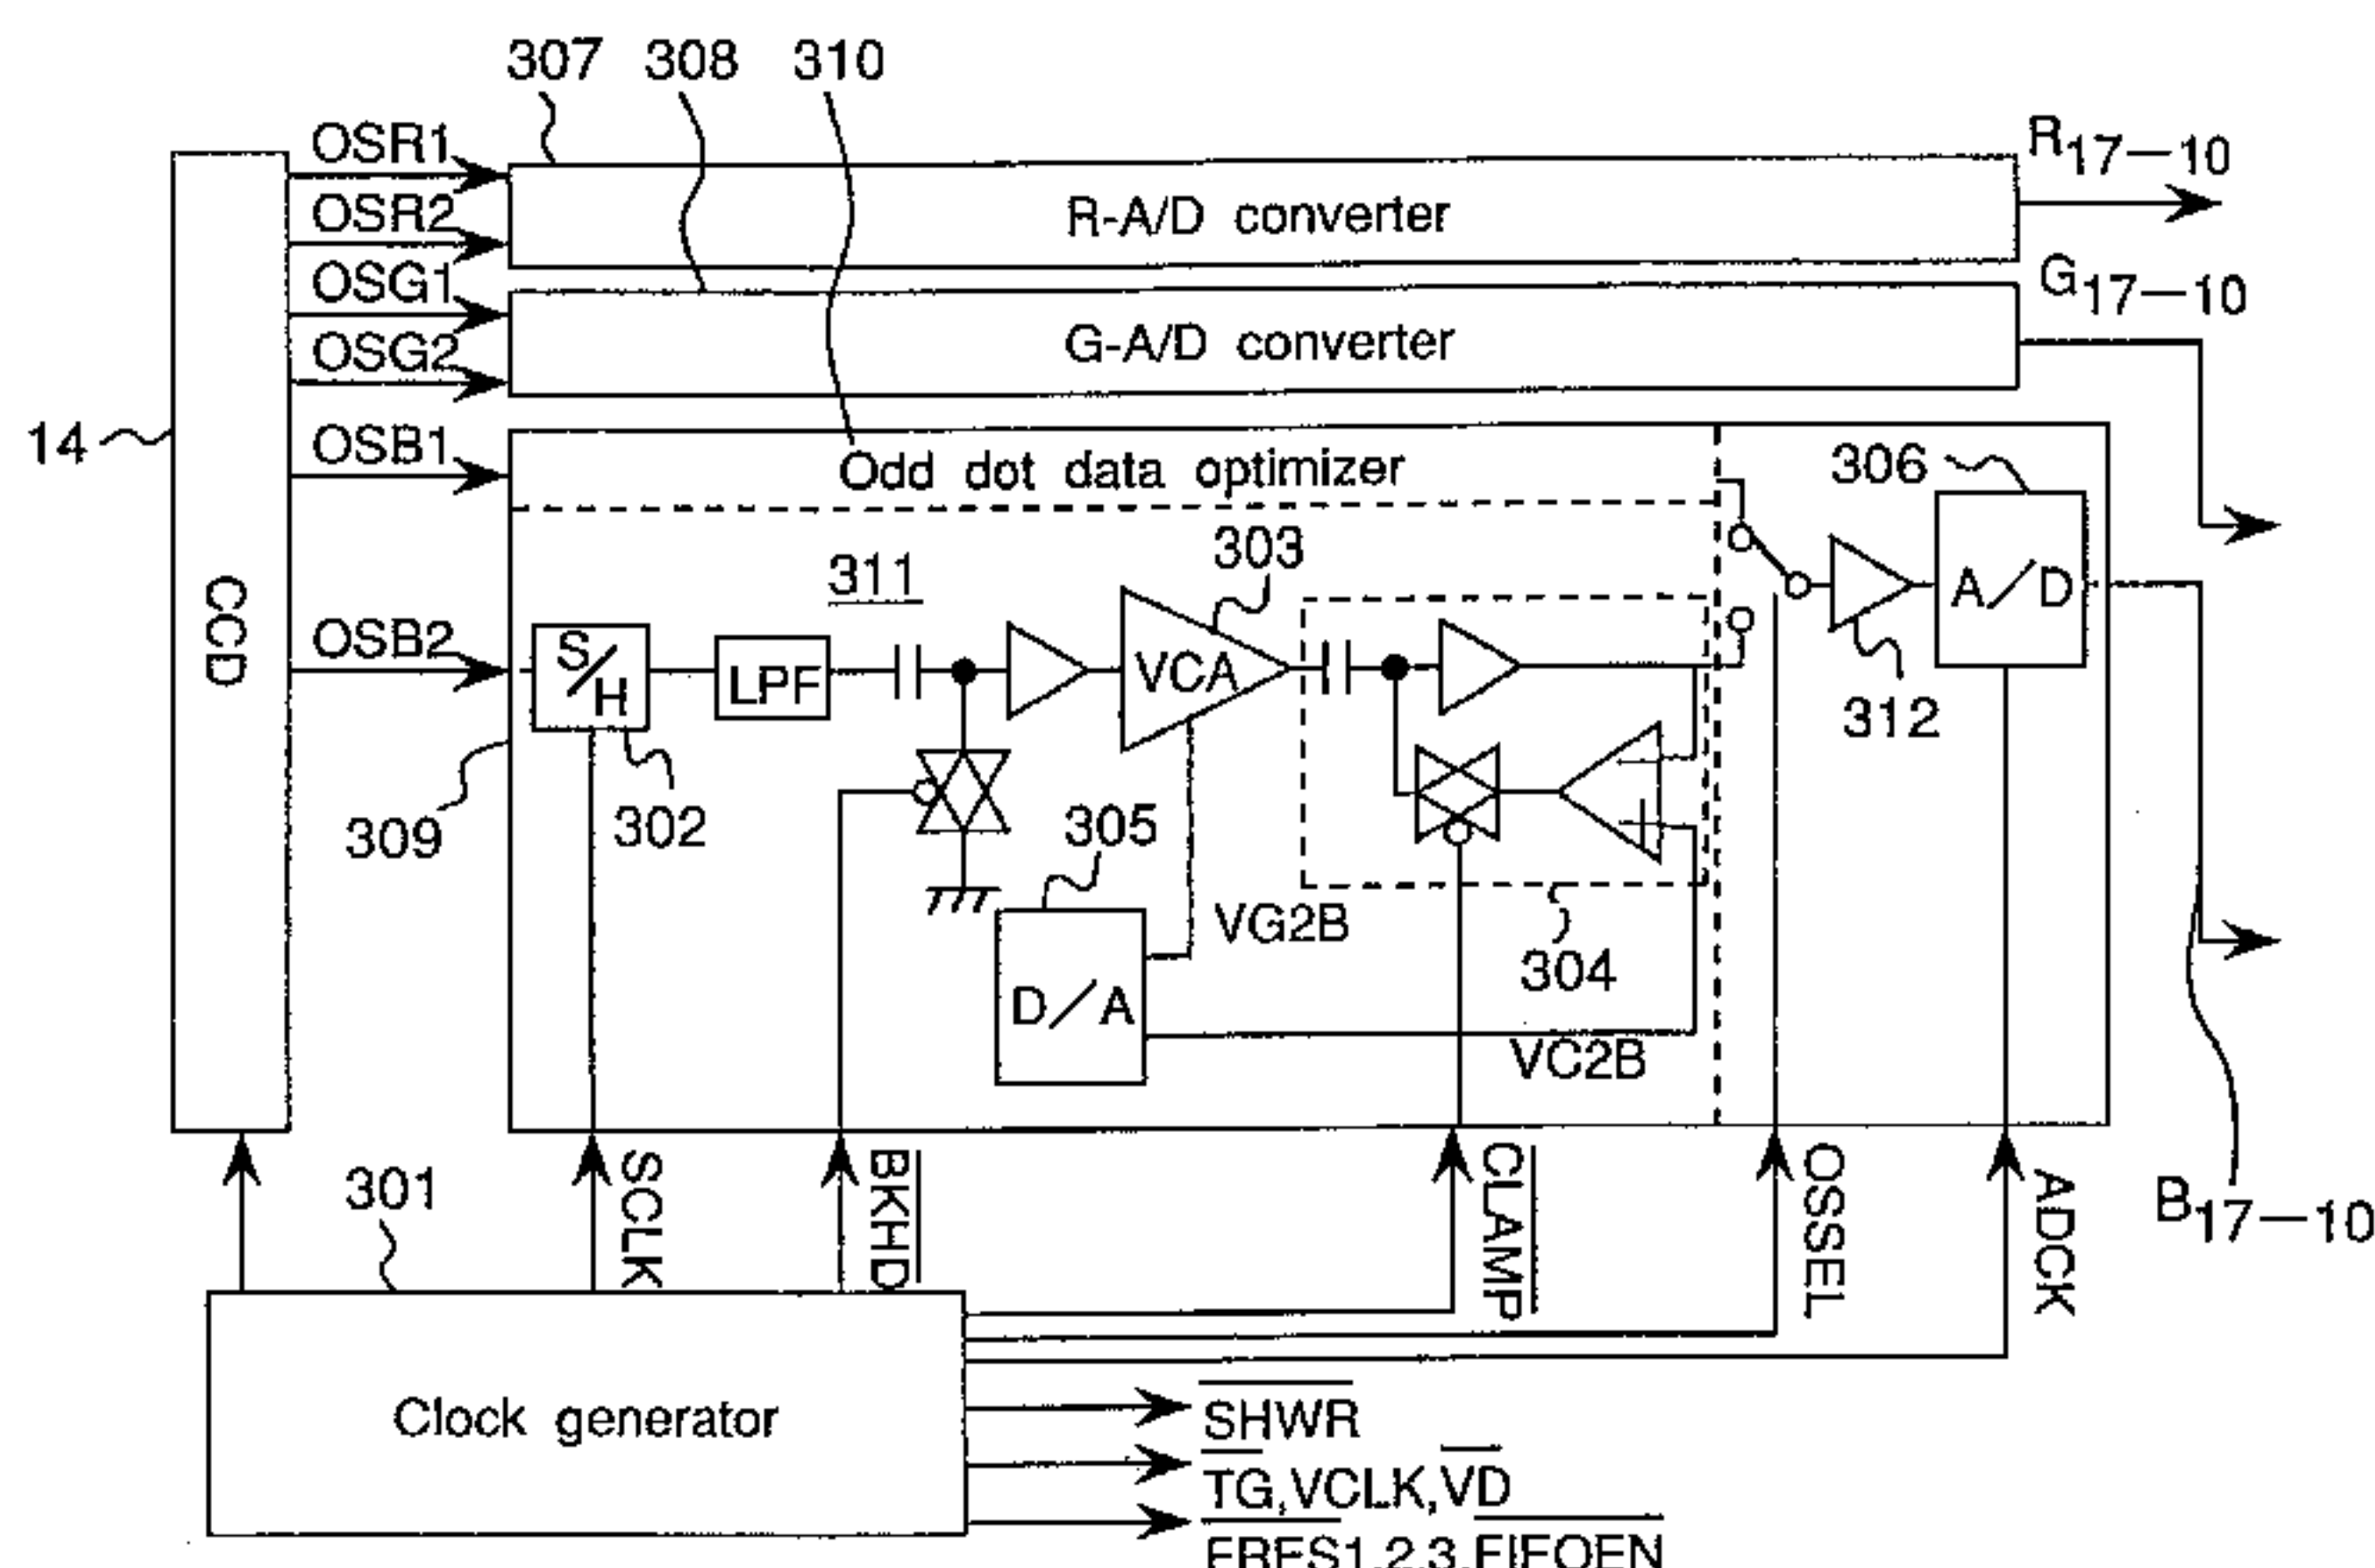 307 308 310
OSR1
R17—10
OSR2
R-A/D converter
OSG1
G17—10
OSG2
G-A/D converter
14
OSB1
Odd dot data optimizer
306
303
311
CCD
A/D
OSB2
S/H
LPF
VCA
312
309
302
305
VG2B
304
D/A
VC2B
301
SCLK
BKHD
CLAMP
OSSEL
ADCK
B17—10
Clock generator
SHWR
TG,VCLK,VD
FRES1,2,3,FIFOEN